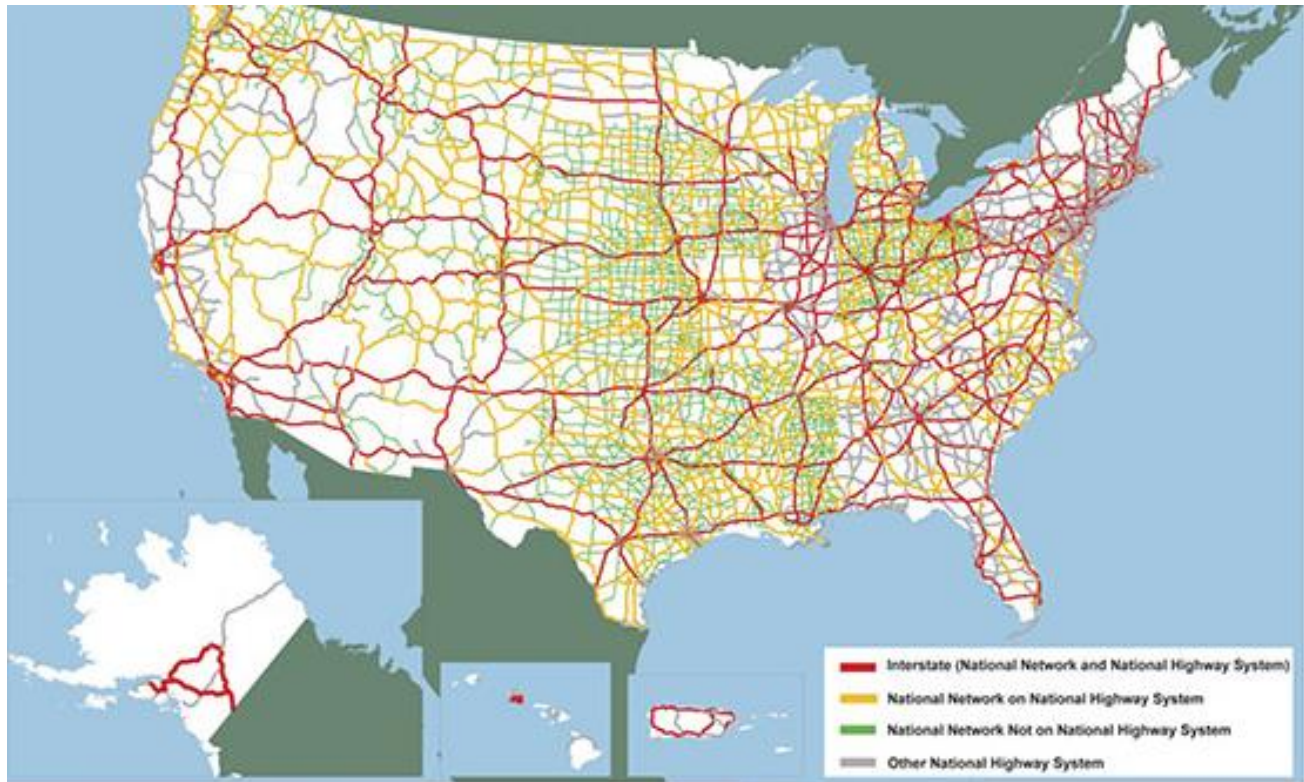 Interstate (National Network and National Highway System)
National Network on National Highway System
National Network Not on National Highway System
Other National Highway System